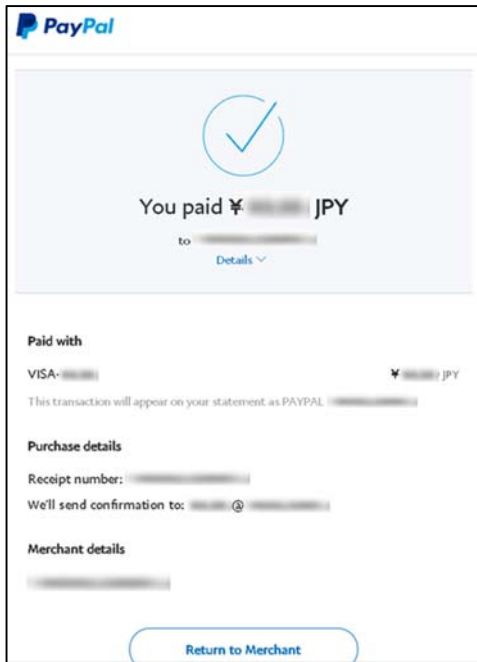 PayPal
You paid ¥ JPY
to
Details
Paid with
VISA-
¥ JPY
This transaction will appear on your statement as PAYPAL
Purchase details
Receipt number:
We'll send confirmation to: @
Merchant details
Return to Merchant